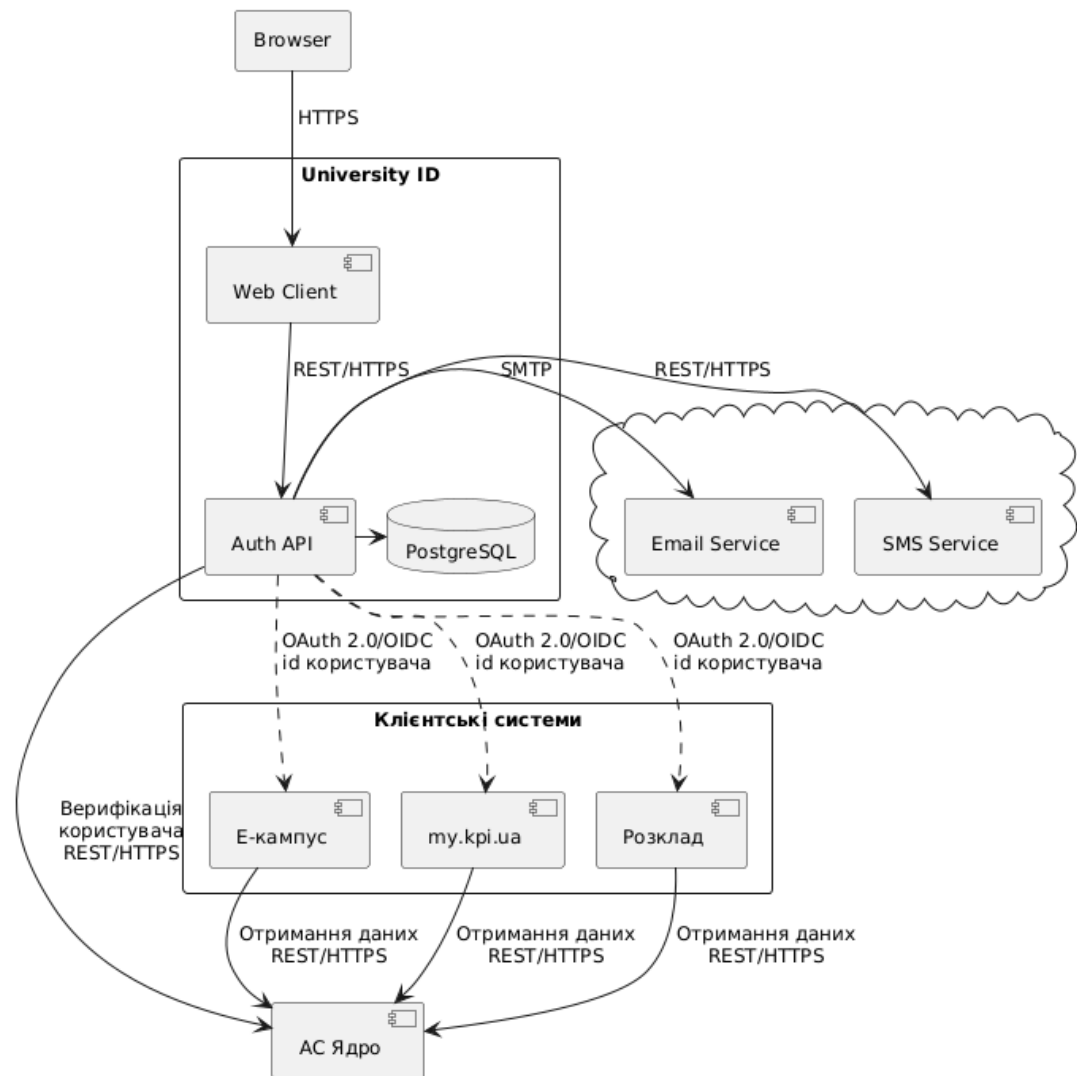 Browser
HTTPS
University ID
Web Client
REST/HTTPS
SMTP
REST/HTTPS
Auth API
PostgreSQL
Email Service
SMS Service
OAuth 2.0/OIDC
id користувача
OAuth 2.0/OIDC
id користувача
OAuth 2.0/OIDC
id користувача
Клієнтські системи
Верифікація
користувача
REST/HTTPS
Е-кампус
my.kpi.ua
Розклад
Отримання даних
REST/HTTPS
Отримання даних
REST/HTTPS
Отримання даних
REST/HTTPS
АС Ядро